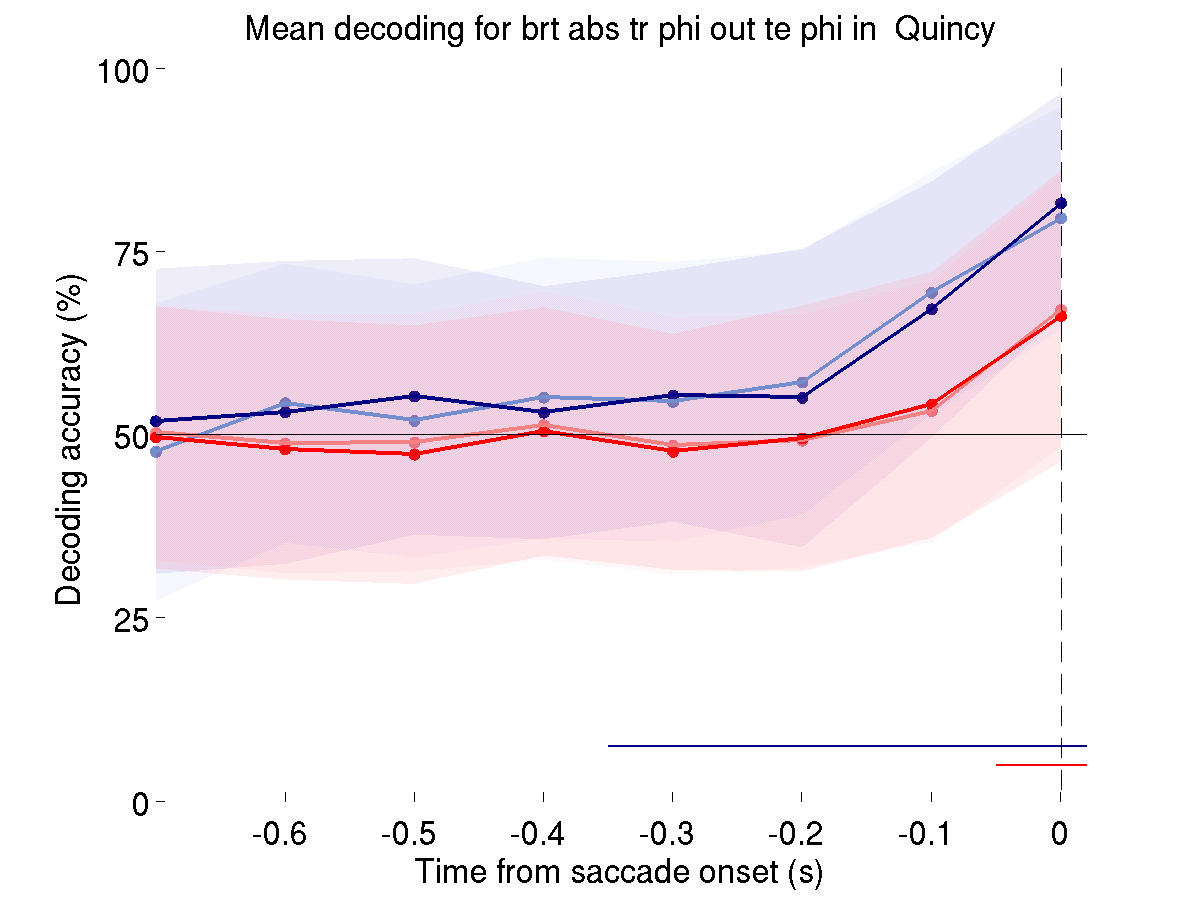 Mean decoding for brt abs tr phi out te phi in  Quincy
100
75
50
25
0
Decoding accuracy (%)
-0.6 -0.5 -0.4 -0.3 -0.2 -0.1 0
Time from saccade onset (s)